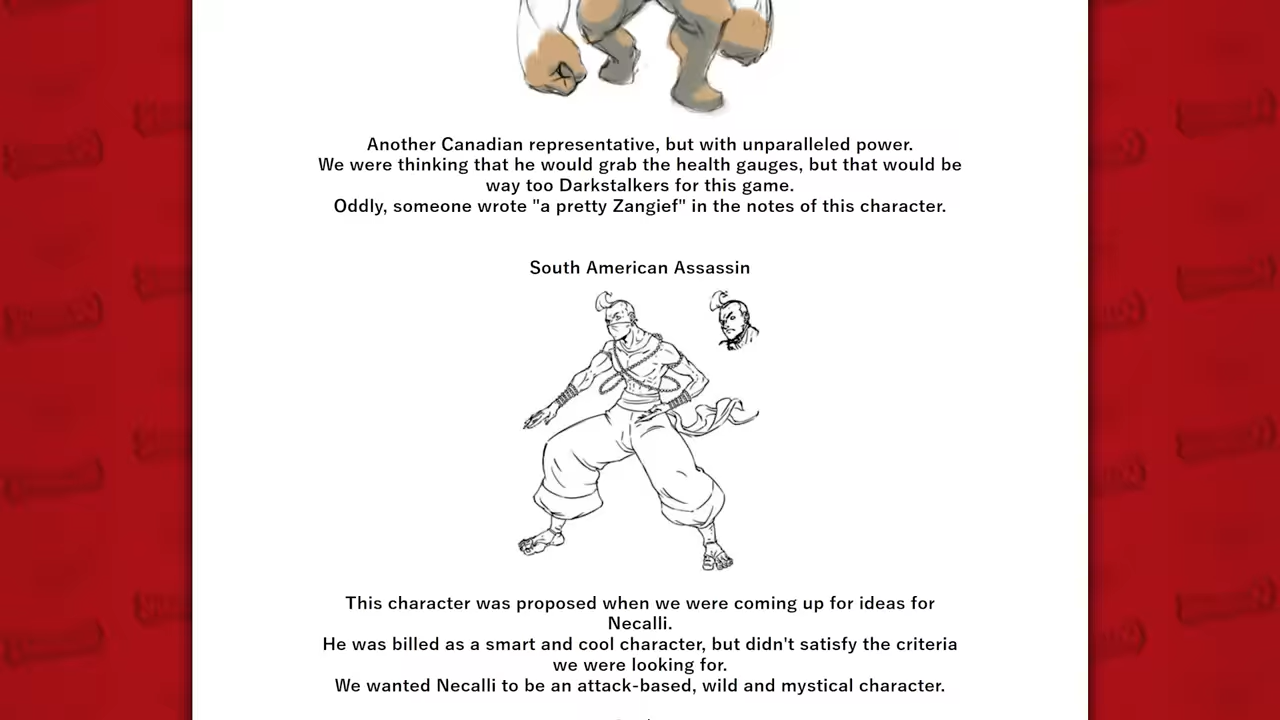 Another Canadian representative, but with unparalleled power.
We were thinking that he would grab the health gauges, but that would be
way too Darkstalkers for this game.
Oddly, someone wrote "a pretty Zangief" in the notes of this character.
South American Assassin
This character was proposed when we were coming up for ideas for
Necalli.
He was billed as a smart and cool character, but didn't satisfy the criteria
we were looking for.
We wanted Necalli to be an attack-based, wild and mystical character.